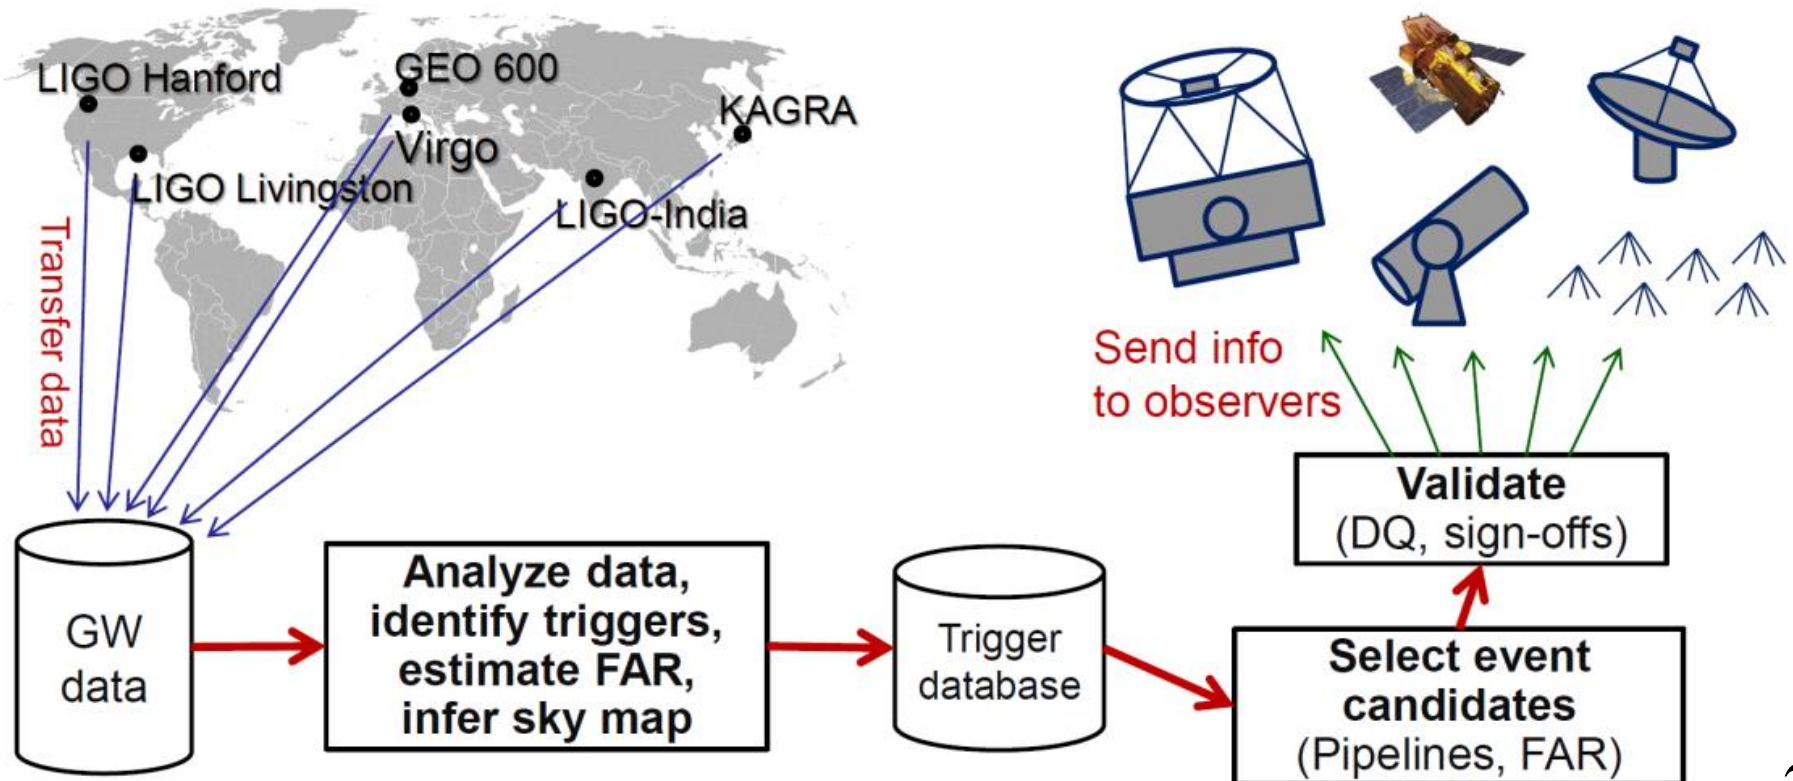 LIGO Hanford
GEO 600
KAGRA
Virgo
LIGO Livingston
LIGO-India
Transfer data
Send info
to observers
Validate
(DQ, sign-offs)
GW
data
Analyze data,
identify triggers,
estimate FAR,
infer sky map
Trigger
database
Select event
candidates
(Pipelines, FAR)